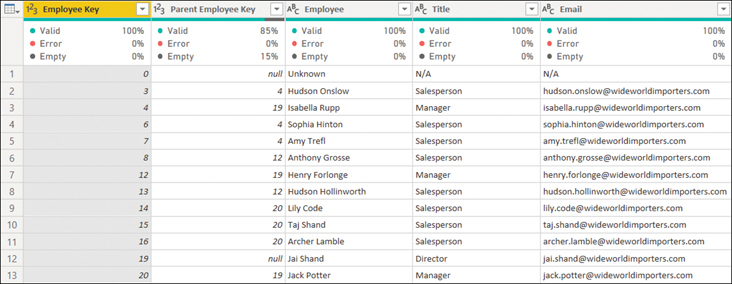 1²3 Employee Key 1²3 Parent Employee Key ABC Employee ABC Title ABC Email
Valid 100% Valid 85% Valid 100% Valid 100% Valid 100%
Error 0% Error 0% Error 0% Error 0% Error 0%
Empty 0% Empty 15% Empty 0% Empty 0% Empty 0%
1 0 null Unknown N/A N/A
2 3 4 Hudson Onslow Salesperson hudson.onslow@wideworldimporters.com
3 4 19 Isabella Rupp Manager isabella.rupp@wideworldimporters.com
4 6 4 Sophia Hinton Salesperson sophia.hinton@wideworldimporters.com
5 7 4 Amy Trefl Salesperson amy.trefl@wideworldimporters.com
6 8 12 Anthony Grosse Salesperson anthony.grosse@wideworldimporters.com
7 12 19 Henry Forlonge Manager henry.forlonge@wideworldimporters.com
8 13 12 Hudson Hollinworth Salesperson hudson.hollinworth@wideworldimporters.com
9 14 20 Lily Code Salesperson lily.code@wideworldimporters.com
10 15 20 Taj Shand Salesperson taj.shand@wideworldimporters.com
11 16 20 Archer Lamble Salesperson archer.lamble@wideworldimporters.com
12 19 null Jai Shand Director jai.shand@wideworldimporters.com
13 20 19 Jack Potter Manager jack.potter@wideworldimporters.com